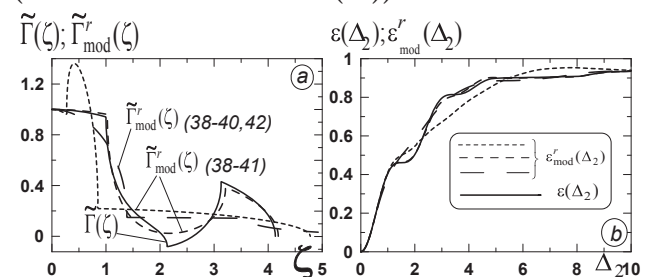 Γ̃(ζ); Γ̃ʳmod(ζ)
ε(Δ₂); εʳmod(Δ₂)
a
1.2
0.8
0.4
0
Γ̃ʳmod(ζ) (38-40,42)
Γ̃ʳmod(ζ) (38-41)
Γ̃(ζ)
0 1 2 3 4 5
ζ
1
0.8
0.6
0.4
0.2
0
εʳmod(Δ₂)
ε(Δ₂)
b
0 2 4 6 8 10
Δ₂